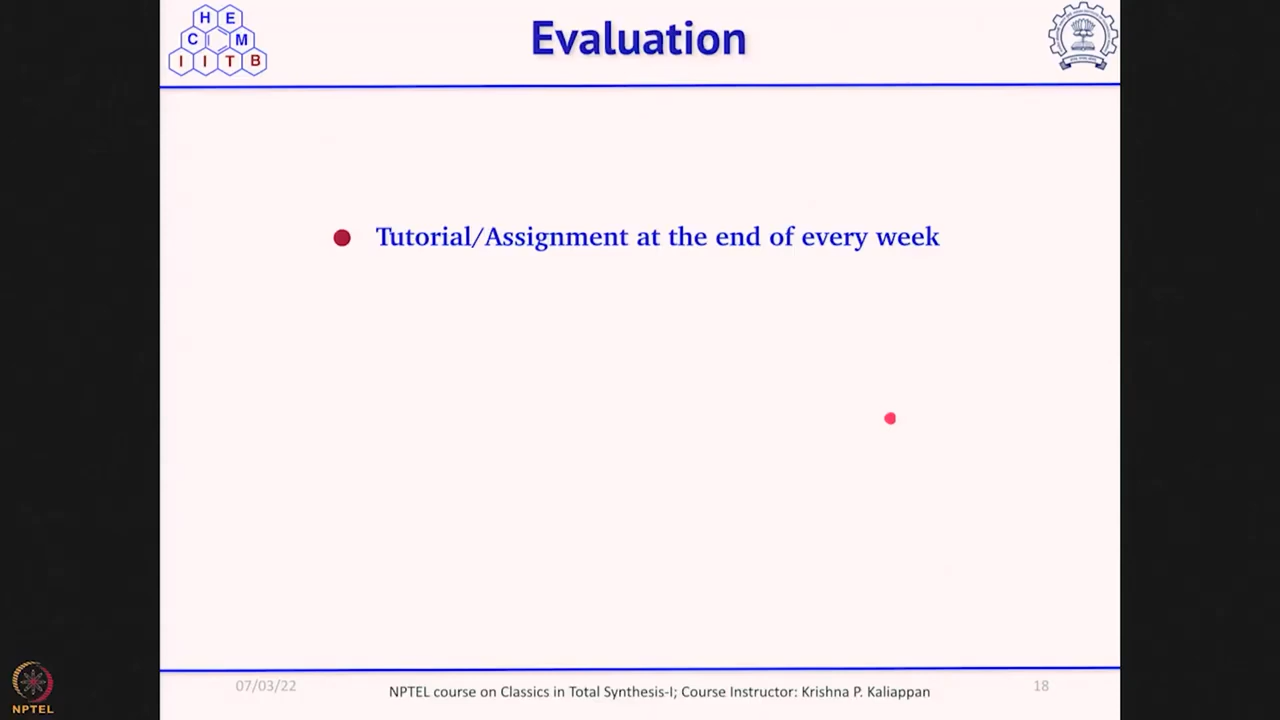 H E
C M
I I T B
Evaluation
Tutorial/Assignment at the end of every week
07/03/22
NPTEL course on Classics in Total Synthesis-I; Course Instructor: Krishna P. Kaliappan
18
NPTEL